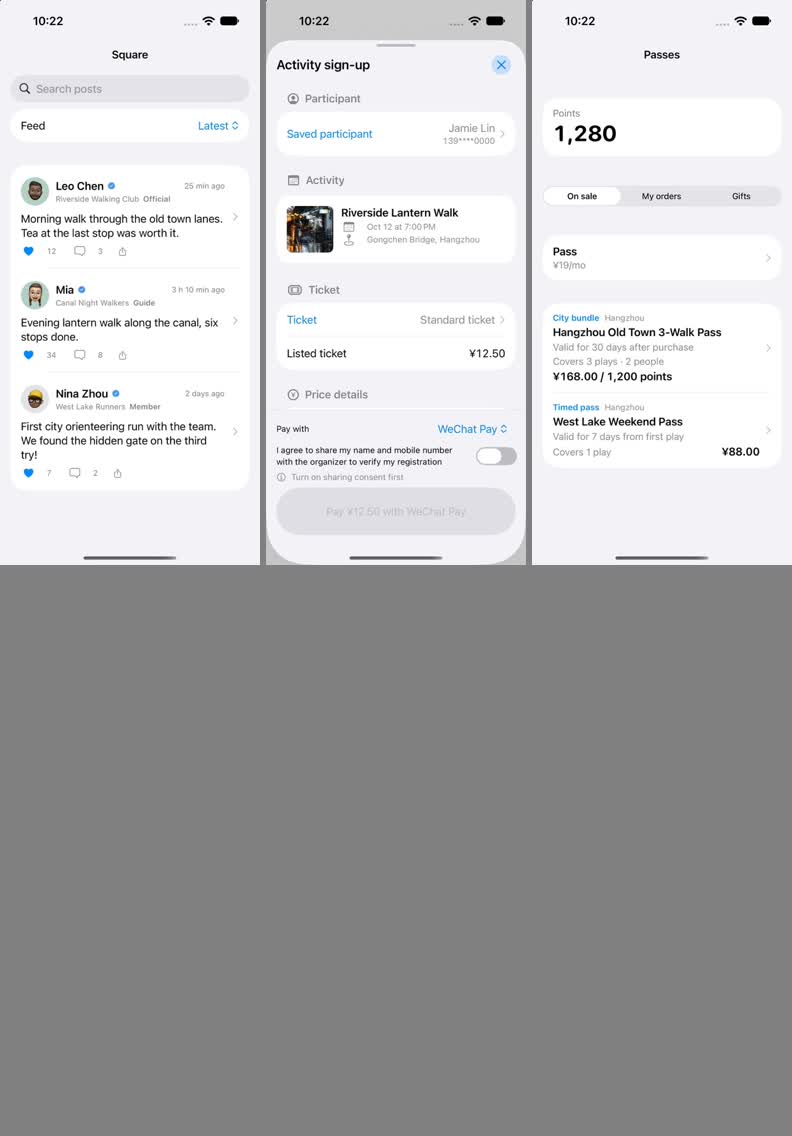 10:22
Square
Search posts
Feed
Latest
Leo Chen
25 min ago
Riverside Walking Club Official
Morning walk through the old town lanes.
Tea at the last stop was worth it.
12
3
Mia
3 h 10 min ago
Canal Night Walkers Guide
Evening lantern walk along the canal, six
stops done.
34
8
Nina Zhou
2 days ago
West Lake Runners Member
First city orienteering run with the team.
We found the hidden gate on the third
try!
7
2
10:22
Activity sign-up
Participant
Saved participant
Jamie Lin
139****0000
Activity
Riverside Lantern Walk
Oct 12 at 7:00 PM
Gongchen Bridge, Hangzhou
Ticket
Ticket
Standard ticket
Listed ticket
¥12.50
Price details
Pay with
WeChat Pay
I agree to share my name and mobile number
with the organizer to verify my registration
Turn on sharing consent first
Pay ¥12.50 with WeChat Pay
10:22
Passes
Points
1,280
On sale
My orders
Gifts
Pass
¥19/mo
City bundle Hangzhou
Hangzhou Old Town 3-Walk Pass
Valid for 30 days after purchase
Covers 3 plays · 2 people
¥168.00 / 1,200 points
Timed pass Hangzhou
West Lake Weekend Pass
Valid for 7 days from first play
Covers 1 play
¥88.00